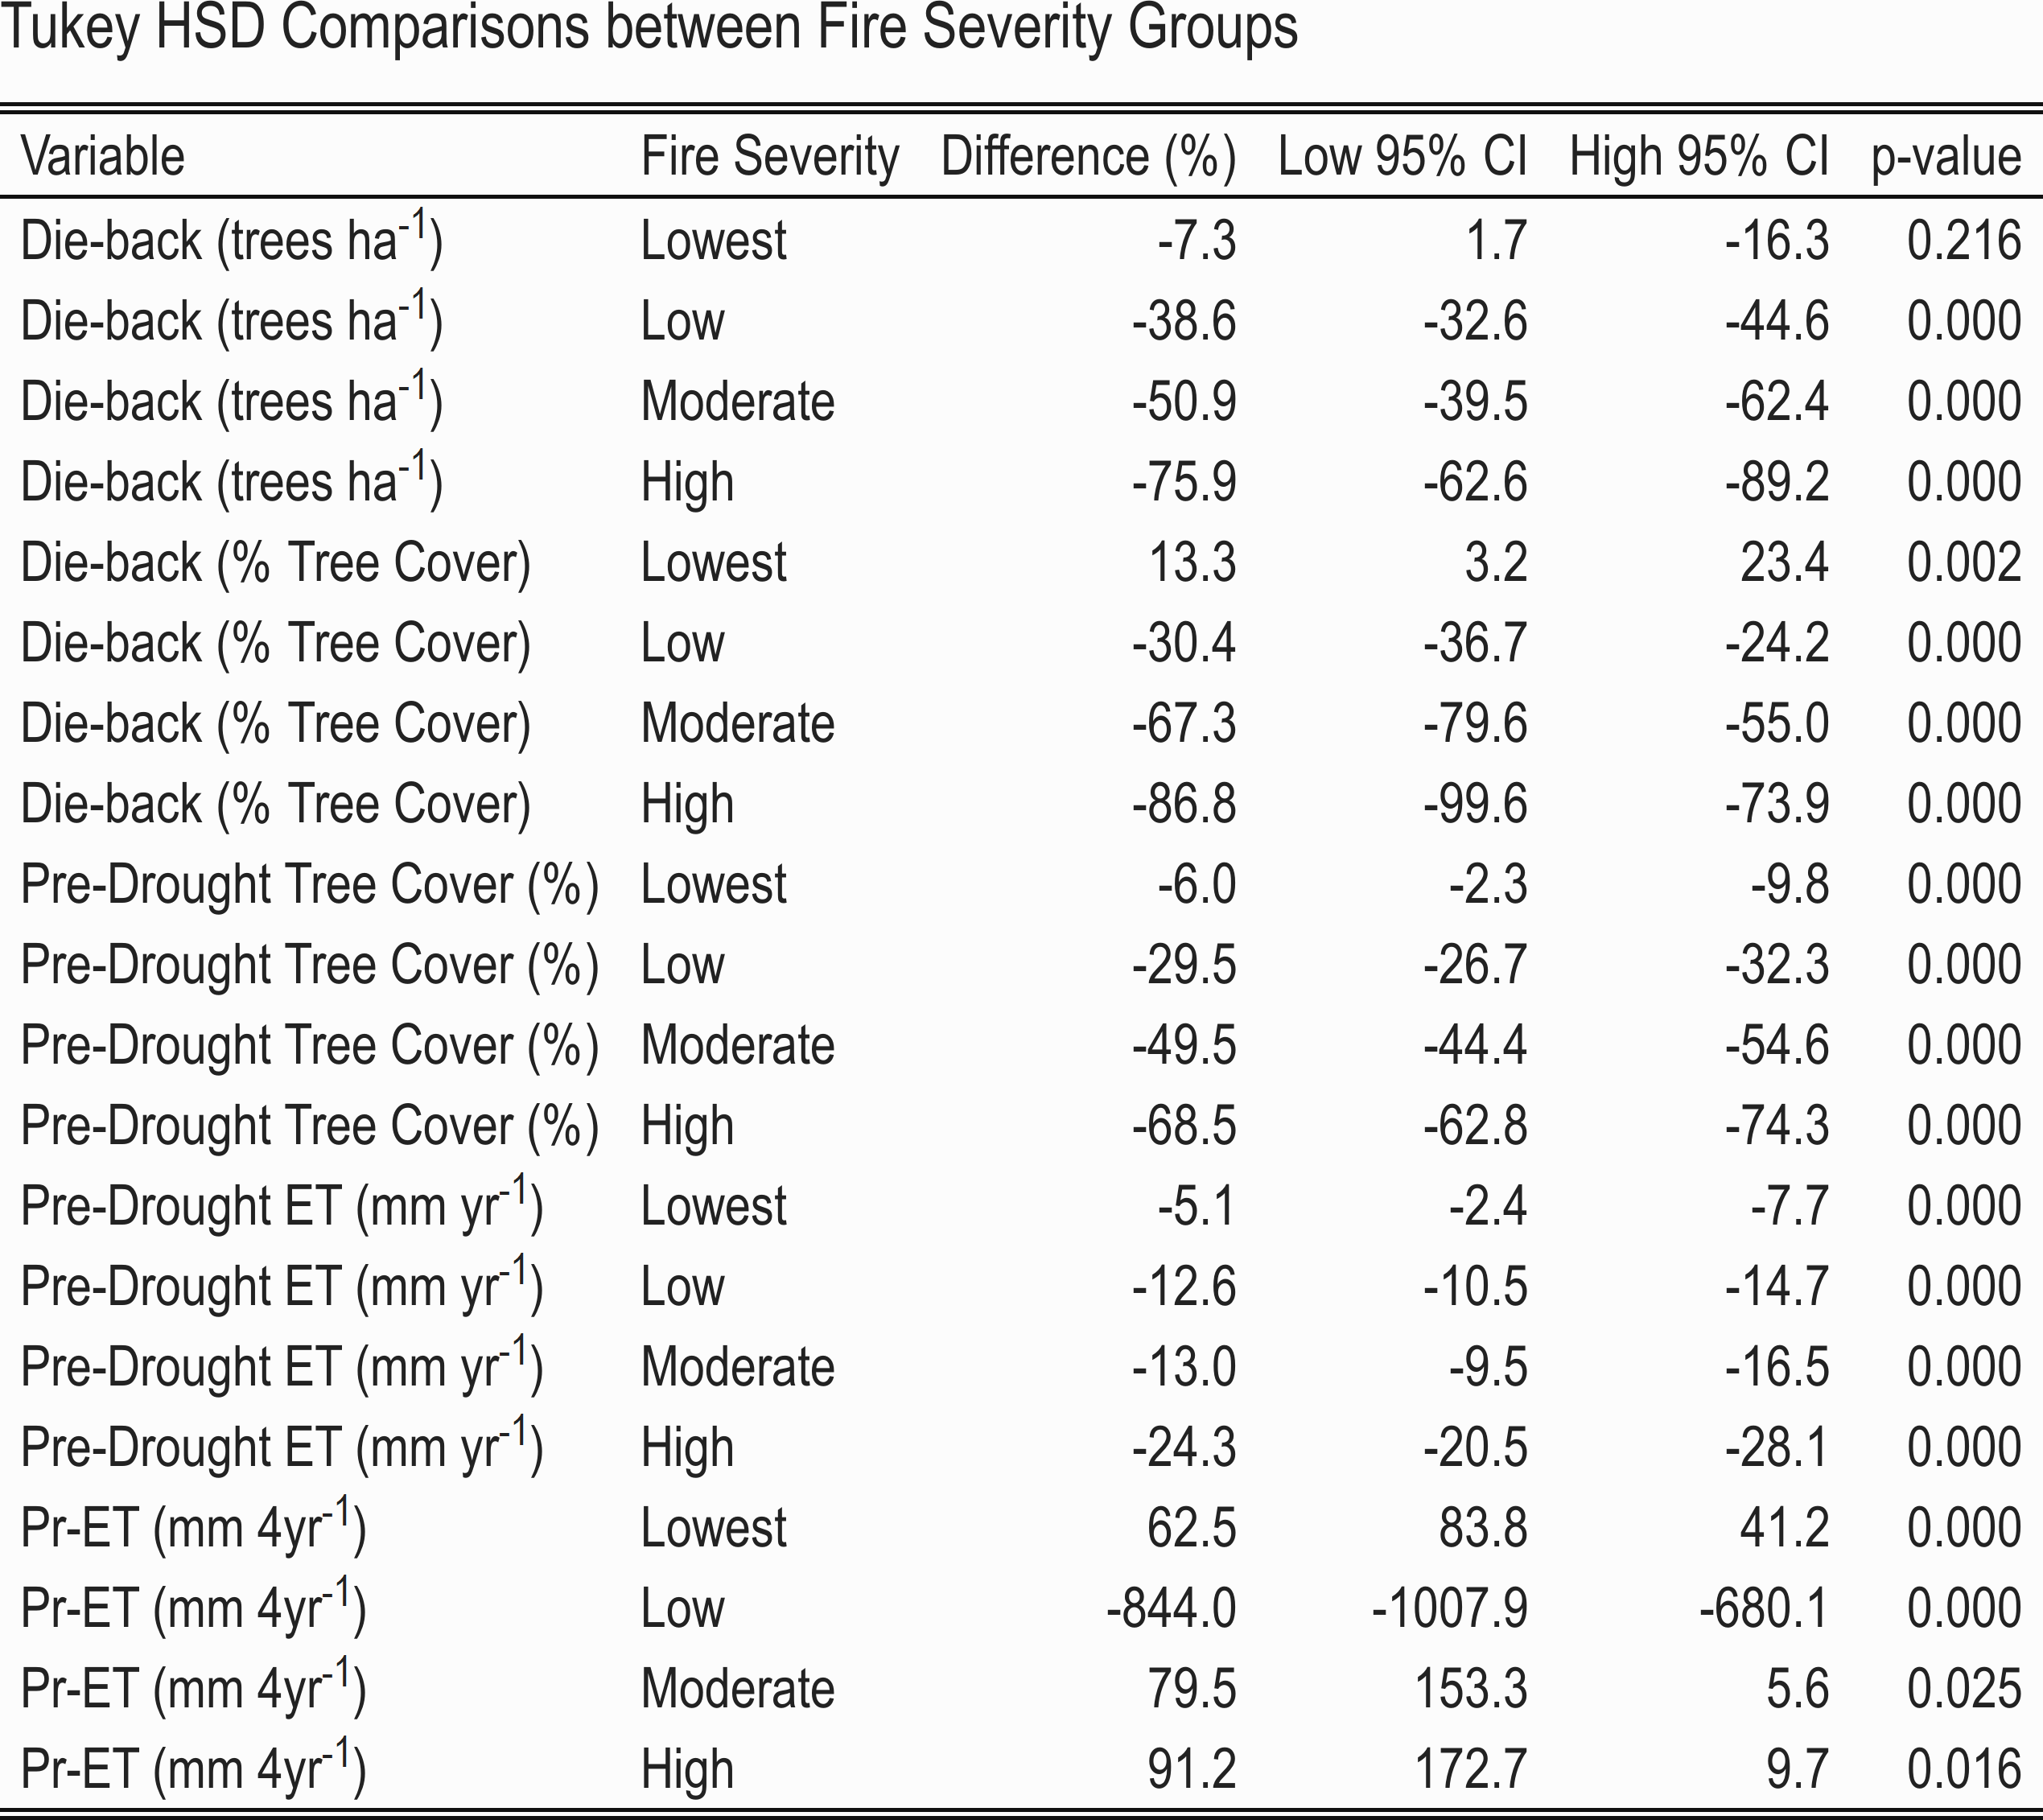 Tukey HSD Comparisons between Fire Severity Groups
Variable Fire Severity Difference (%) Low 95% CI High 95% CI p-value
Die-back (trees ha-1) Lowest -7.3 1.7 -16.3 0.216
Die-back (trees ha-1) Low -38.6 -32.6 -44.6 0.000
Die-back (trees ha-1) Moderate -50.9 -39.5 -62.4 0.000
Die-back (trees ha-1) High -75.9 -62.6 -89.2 0.000
Die-back (% Tree Cover) Lowest 13.3 3.2 23.4 0.002
Die-back (% Tree Cover) Low -30.4 -36.7 -24.2 0.000
Die-back (% Tree Cover) Moderate -67.3 -79.6 -55.0 0.000
Die-back (% Tree Cover) High -86.8 -99.6 -73.9 0.000
Pre-Drought Tree Cover (%) Lowest -6.0 -2.3 -9.8 0.000
Pre-Drought Tree Cover (%) Low -29.5 -26.7 -32.3 0.000
Pre-Drought Tree Cover (%) Moderate -49.5 -44.4 -54.6 0.000
Pre-Drought Tree Cover (%) High -68.5 -62.8 -74.3 0.000
Pre-Drought ET (mm yr-1) Lowest -5.1 -2.4 -7.7 0.000
Pre-Drought ET (mm yr-1) Low -12.6 -10.5 -14.7 0.000
Pre-Drought ET (mm yr-1) Moderate -13.0 -9.5 -16.5 0.000
Pre-Drought ET (mm yr-1) High -24.3 -20.5 -28.1 0.000
Pr-ET (mm 4yr-1) Lowest 62.5 83.8 41.2 0.000
Pr-ET (mm 4yr-1) Low -844.0 -1007.9 -680.1 0.000
Pr-ET (mm 4yr-1) Moderate 79.5 153.3 5.6 0.025
Pr-ET (mm 4yr-1) High 91.2 172.7 9.7 0.016